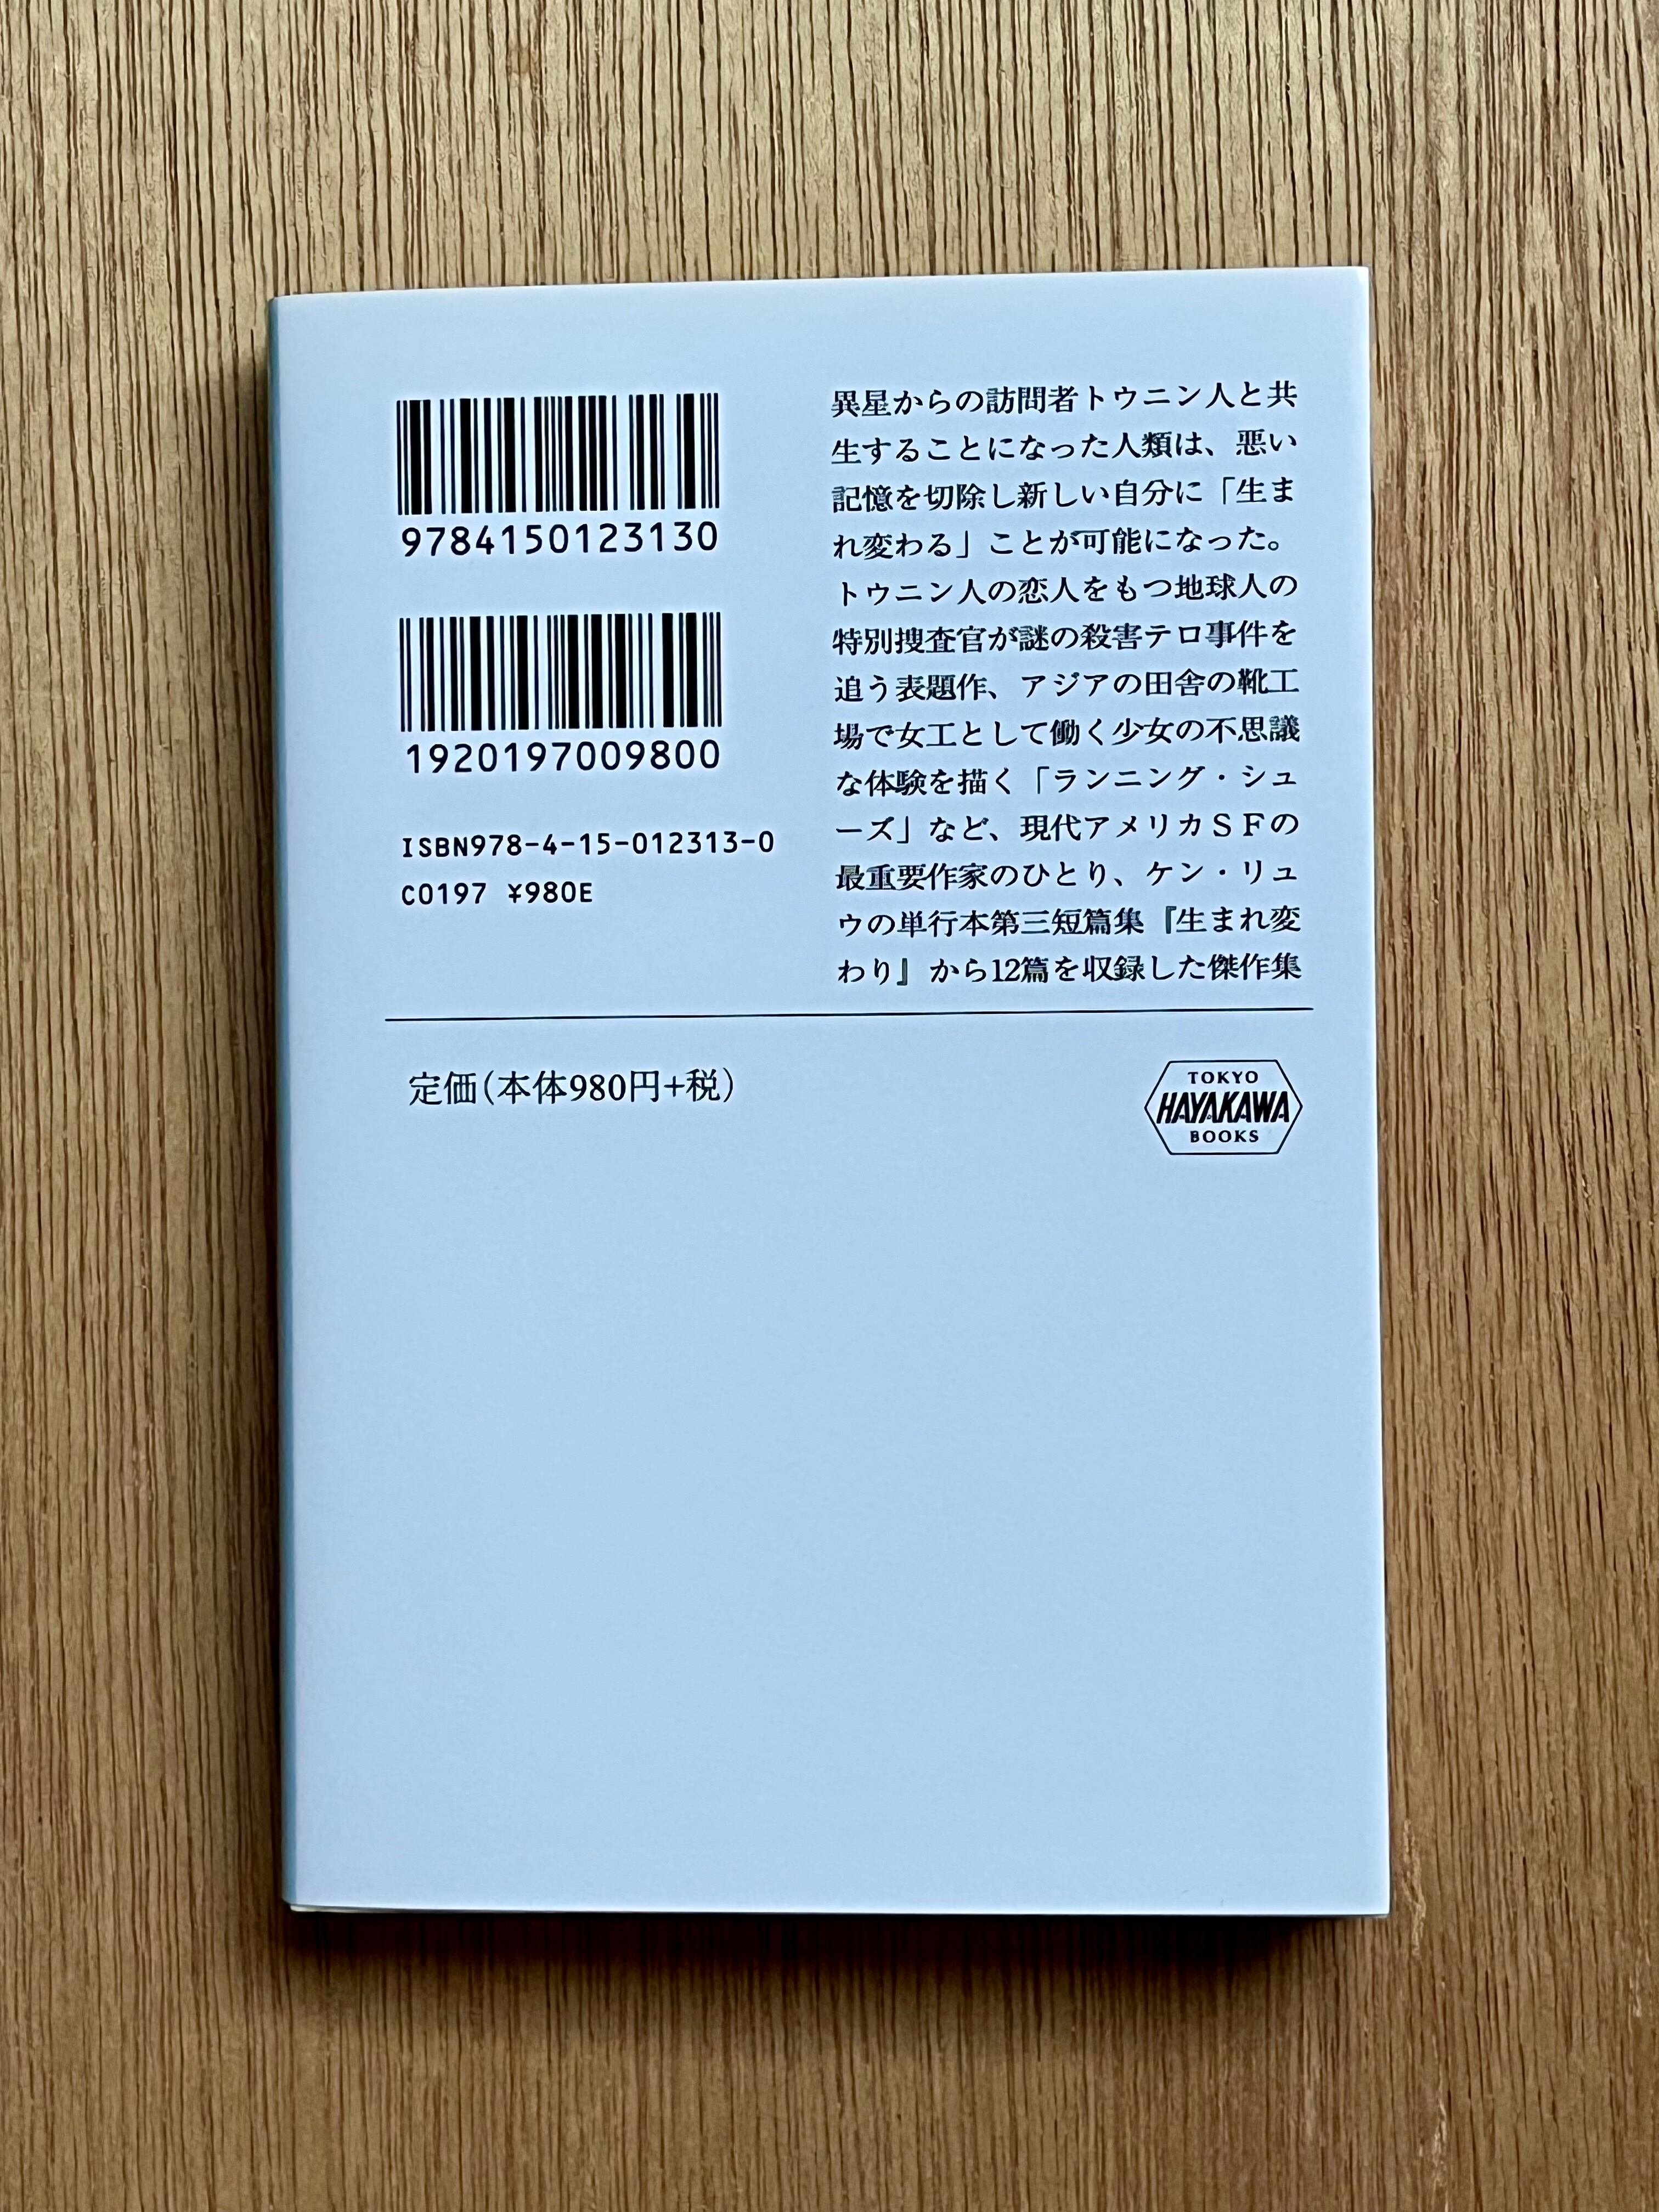 9784150123130
1920197009800
ISBN978-4-15-012313-0
C0197 ¥980E
異星からの訪問者トウニン人と共
生することになった人類は、悪い
記憶を切除し新しい自分に「生ま
れ変わる」ことが可能になった。
トウニン人の恋人をもつ地球人の
特別捜査官が謎の殺害テロ事件を
追う表題作、アジアの田舎の靴工
場で女工として働く少女の不思議
な体験を描く「ランニング・シュ
ーズ」など、現代アメリカＳＦの
最重要作家のひとり、ケン・リュ
ウの単行本第三短篇集『生まれ変
わり』から12篇を収録した傑作集
定価(本体980円+税)
TOKYO
HAYAKAWA
BOOKS